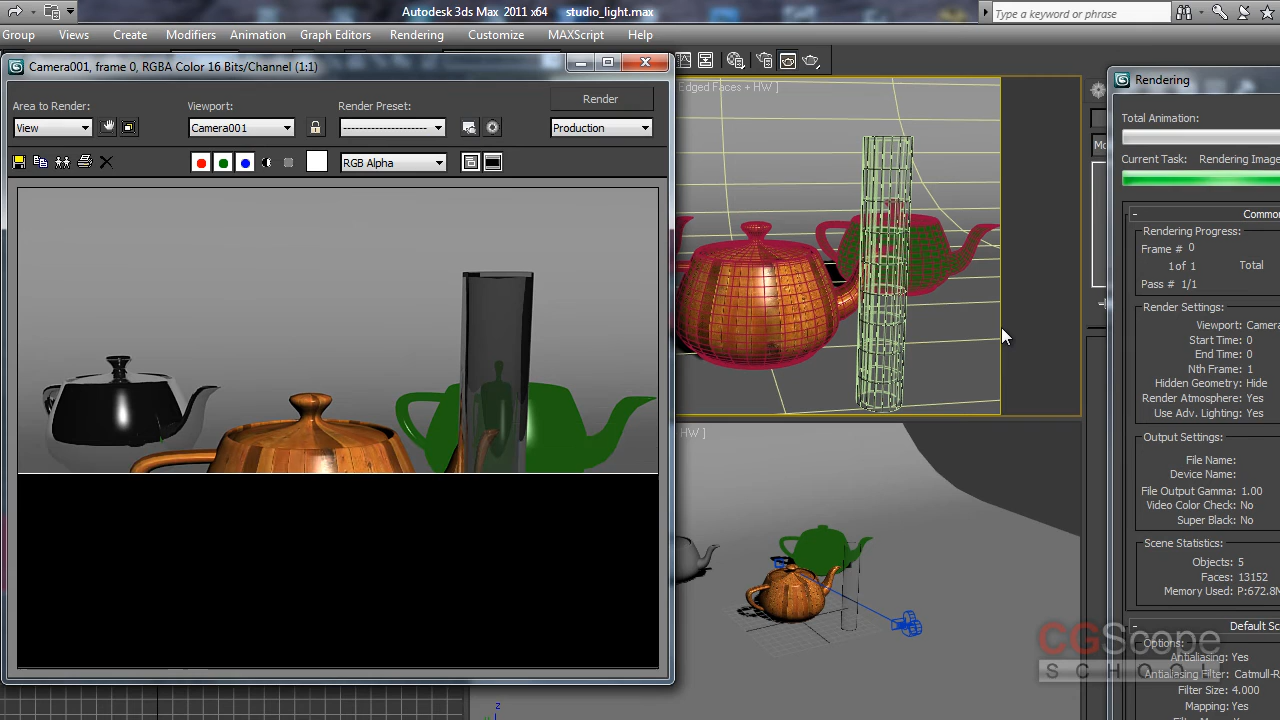 Autodesk 3ds Max 2011 x64 studio_light.max
Type a keyword or phrase
Group Views Create Modifiers Animation Graph Editors Rendering Customize MAXScript Help
Camera001, frame 0, RGBA Color 16 Bits/Channel (1:1)
Area to Render: Viewport: Render Preset: Render
View Camera001 -------------------- Production
RGB Alpha
Edged Faces + HW ]
HW ]
z
Rendering
Total Animation:
Current Task: Rendering Image
- Commo
Rendering Progress:
Frame # 0
1 of 1 Total
Pass # 1/1
Render Settings:
Viewport: Camera
Start Time: 0
End Time: 0
Nth Frame: 1
Hidden Geometry: Hide
Render Atmosphere: Yes
Use Adv. Lighting: Yes
Output Settings:
File Name:
Device Name:
File Output Gamma: 1.00
Video Color Check: No
Super Black: No
Scene Statistics:
Objects: 5
Faces: 13152
Memory Used: P:672.8M
- Default Sc
Options:
Antialiasing: Yes
Antialiasing Filter: Catmull-R
Filter Size: 4.000
Mapping: Yes
CGScope
SCHOOL